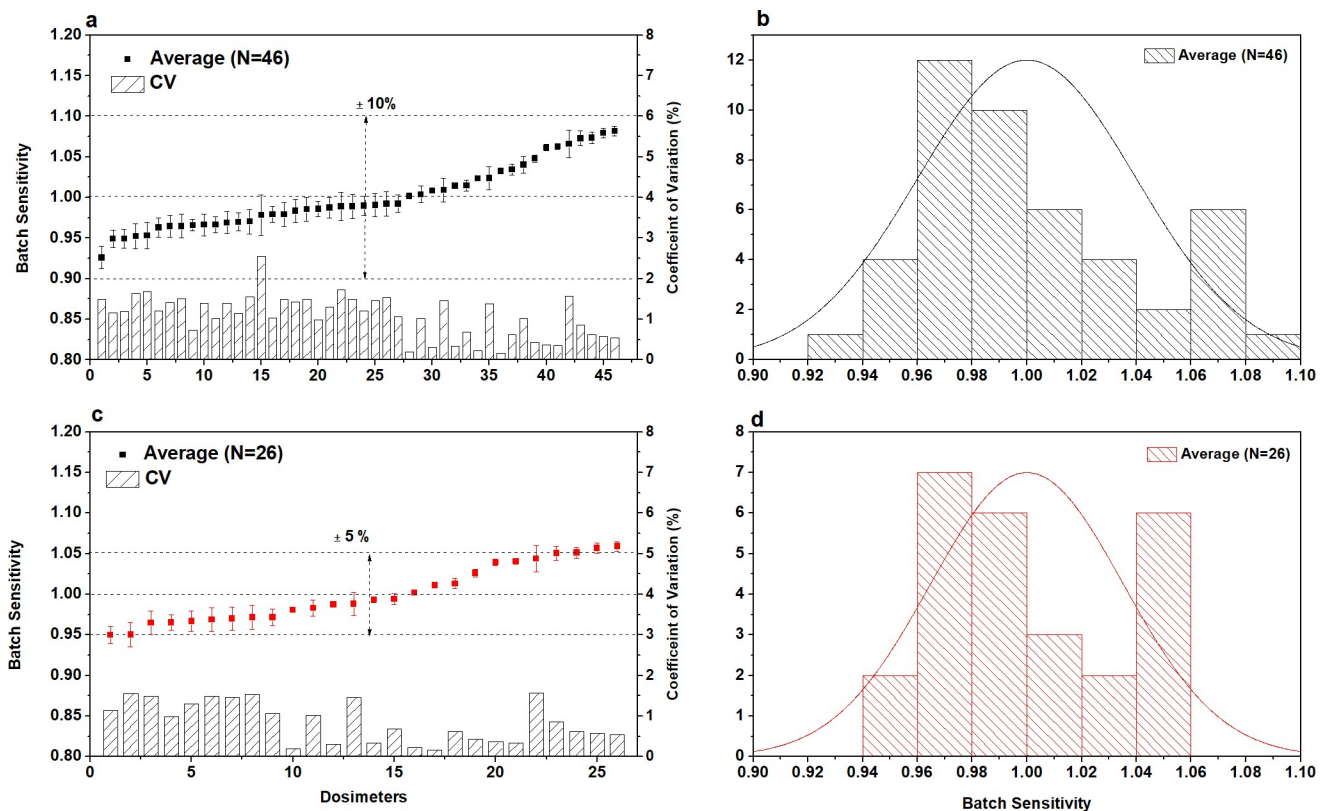 a
1.20
1.15
1.10
1.05
1.00
0.95
0.90
0.85
0.80
Batch Sensitivity
Average (N=46)
CV
± 10%
8
7
6
5
4
3
2
1
0
Coefficeint of Variation (%)
0 5 10 15 20 25 30 35 40 45
b
12
10
8
6
4
2
0
Average (N=46)
0.90 0.92 0.94 0.96 0.98 1.00 1.02 1.04 1.06 1.08 1.10
c
1.20
1.15
1.10
1.05
1.00
0.95
0.90
0.85
0.80
Batch Sensitivity
Average (N=26)
CV
± 5 %
8
7
6
5
4
3
2
1
0
Coefficeint of Variation (%)
0 5 10 15 20 25
Dosimeters
d
8
7
6
5
4
3
2
1
0
Average (N=26)
0.90 0.92 0.94 0.96 0.98 1.00 1.02 1.04 1.06 1.08 1.10
Batch Sensitivity